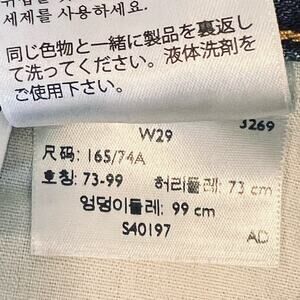 세제를 사용하세요.
同じ色物と一緒に製品を裏返し
て洗ってください。液体洗剤を
ご使用下さい。
W29
3269
尺码: 165/74A
호칭: 73-99 허리둘레: 73 cm
엉덩이둘레: 99 cm
S40197
AD